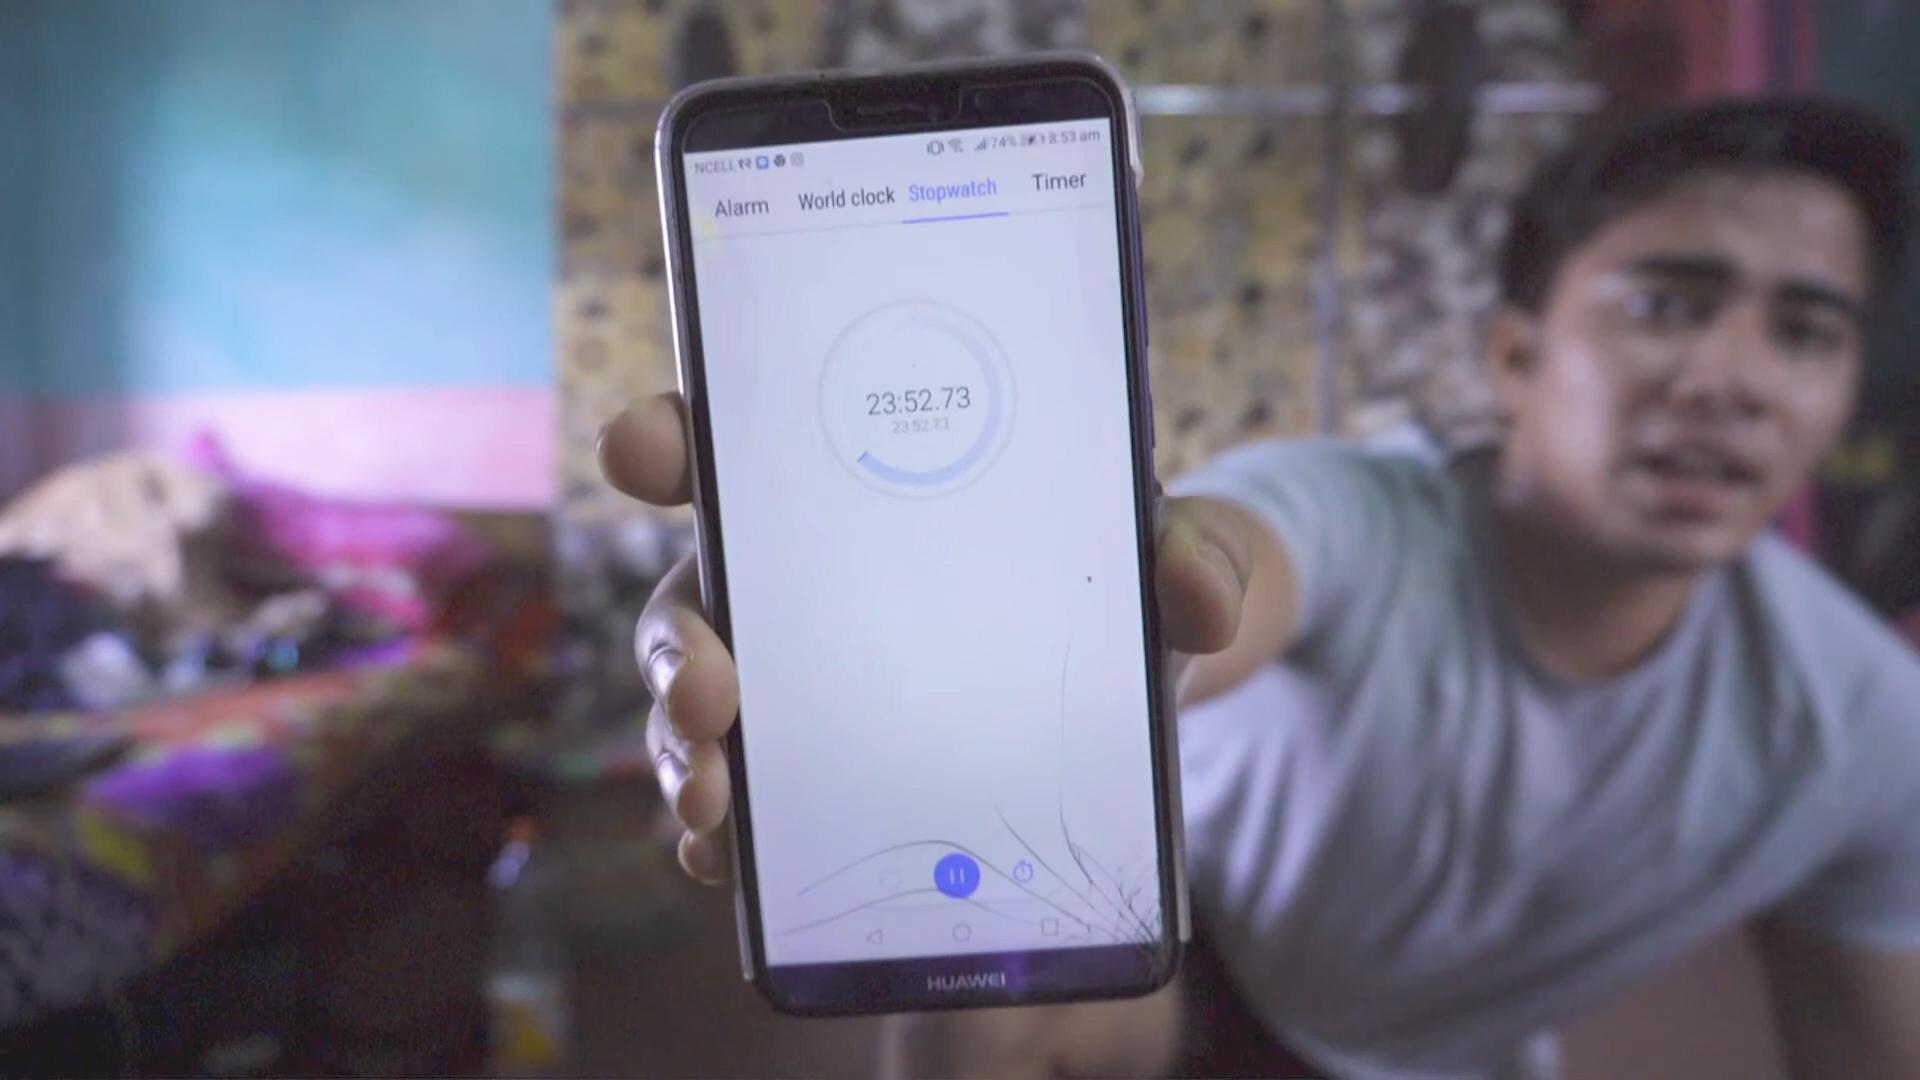 NCELL 74% 8:53 am
Alarm World clock Stopwatch Timer
23:52.73
23:52.73
HUAWEI